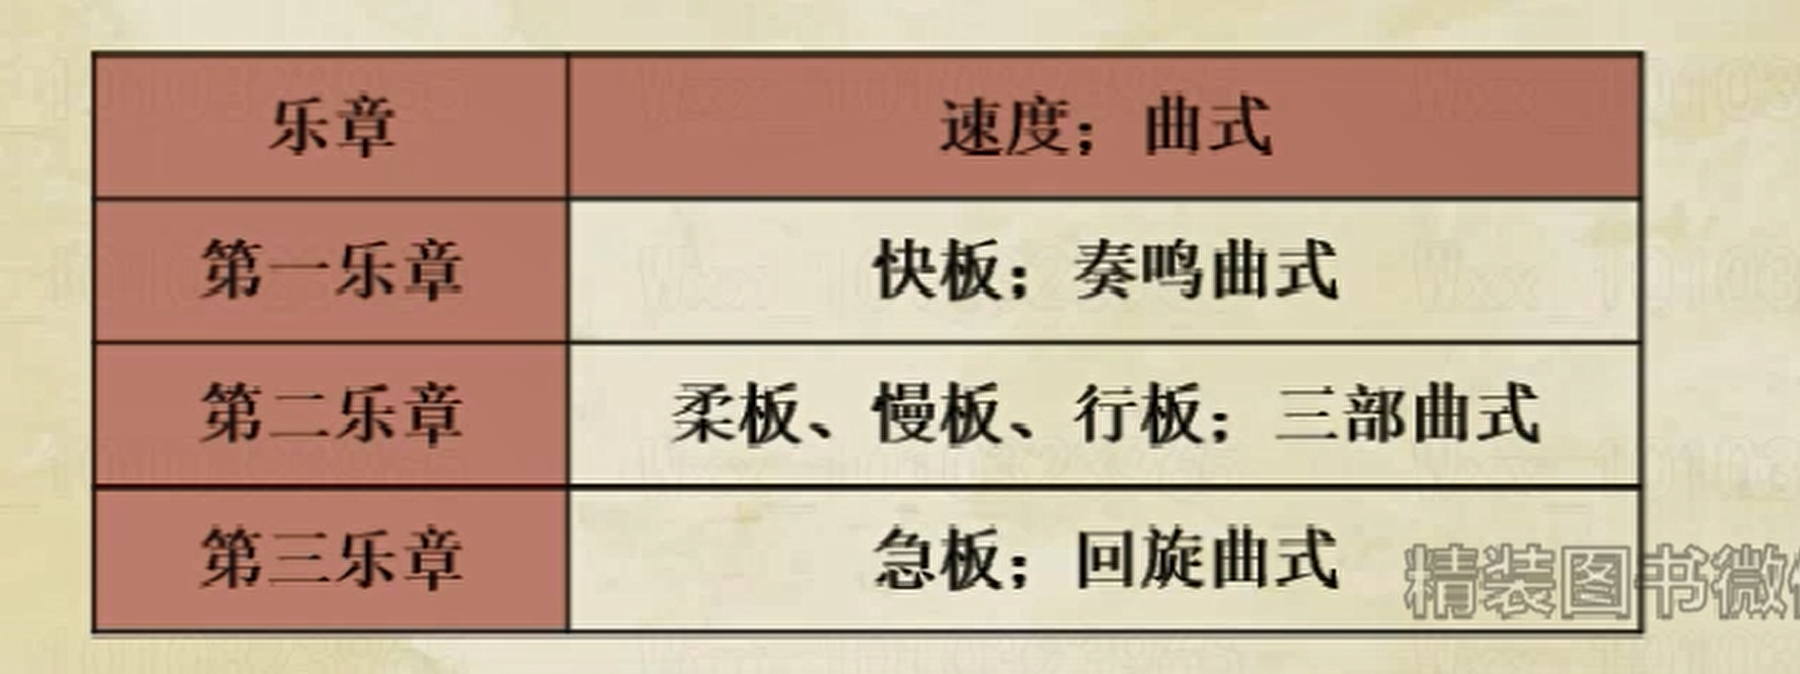 乐章 速度；曲式
第一乐章 快板；奏鸣曲式
第二乐章 柔板、慢板、行板；三部曲式
第三乐章 急板；回旋曲式
精装图书微